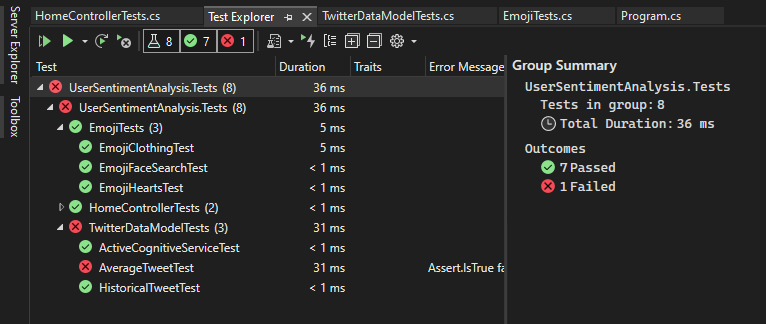 Server Explorer
Toolbox
HomeControllerTests.cs Test Explorer TwitterDataModelTests.cs EmojiTests.cs Program.cs
8 7 1
Test Duration Traits Error Message
UserSentimentAnalysis.Tests (8) 36 ms
UserSentimentAnalysis.Tests (8) 36 ms
EmojiTests (3) 5 ms
EmojiClothingTest 5 ms
EmojiFaceSearchTest < 1 ms
EmojiHeartsTest < 1 ms
HomeControllerTests (2) < 1 ms
TwitterDataModelTests (3) 31 ms
ActiveCognitiveServiceTest < 1 ms
AverageTweetTest 31 ms Assert.IsTrue fa
HistoricalTweetTest < 1 ms
Group Summary
UserSentimentAnalysis.Tests
Tests in group: 8
Total Duration: 36 ms
Outcomes
7 Passed
1 Failed